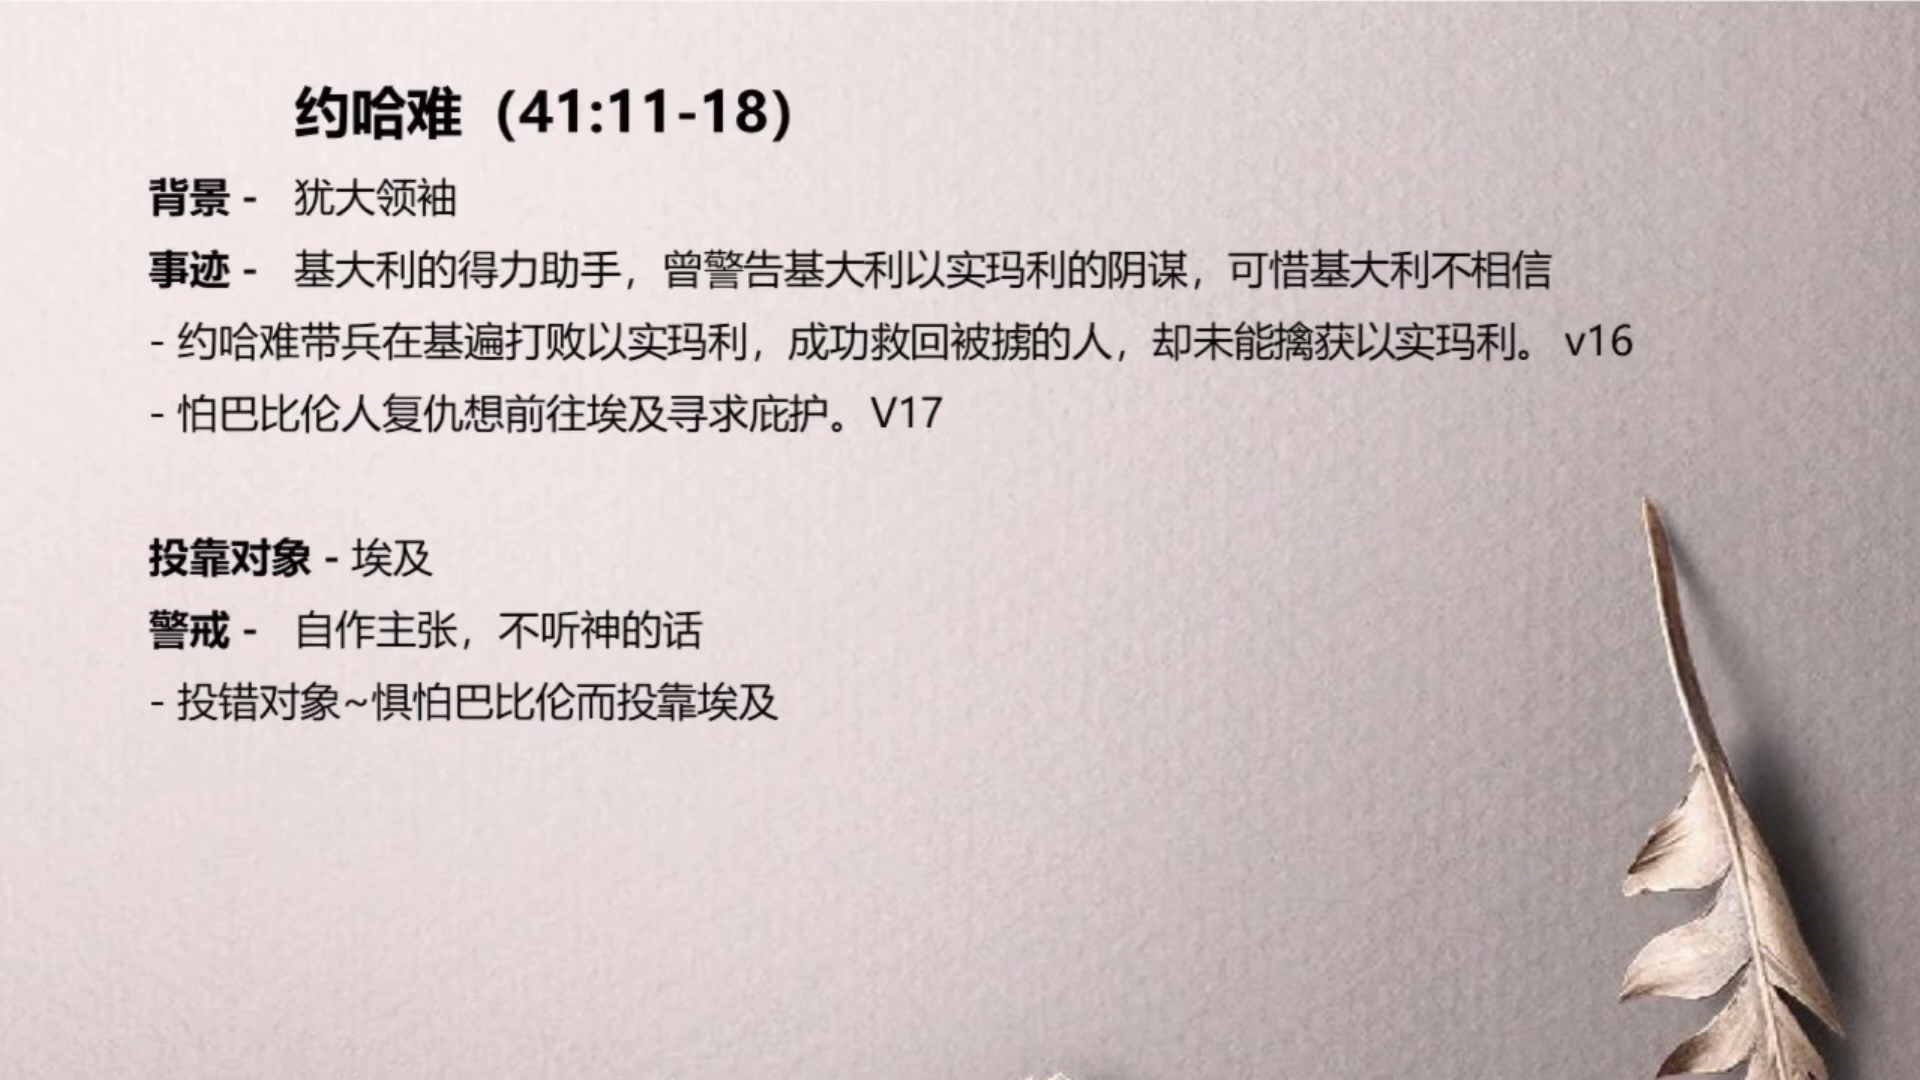 约哈难（41:11-18）
背景 - 犹大领袖
事迹 - 基大利的得力助手，曾警告基大利以实玛利的阴谋，可惜基大利不相信
- 约哈难带兵在基遍打败以实玛利，成功救回被掳的人，却未能擒获以实玛利。 v16
- 怕巴比伦人复仇想前往埃及寻求庇护。V17
投靠对象 - 埃及
警戒 - 自作主张，不听神的话
- 投错对象~惧怕巴比伦而投靠埃及